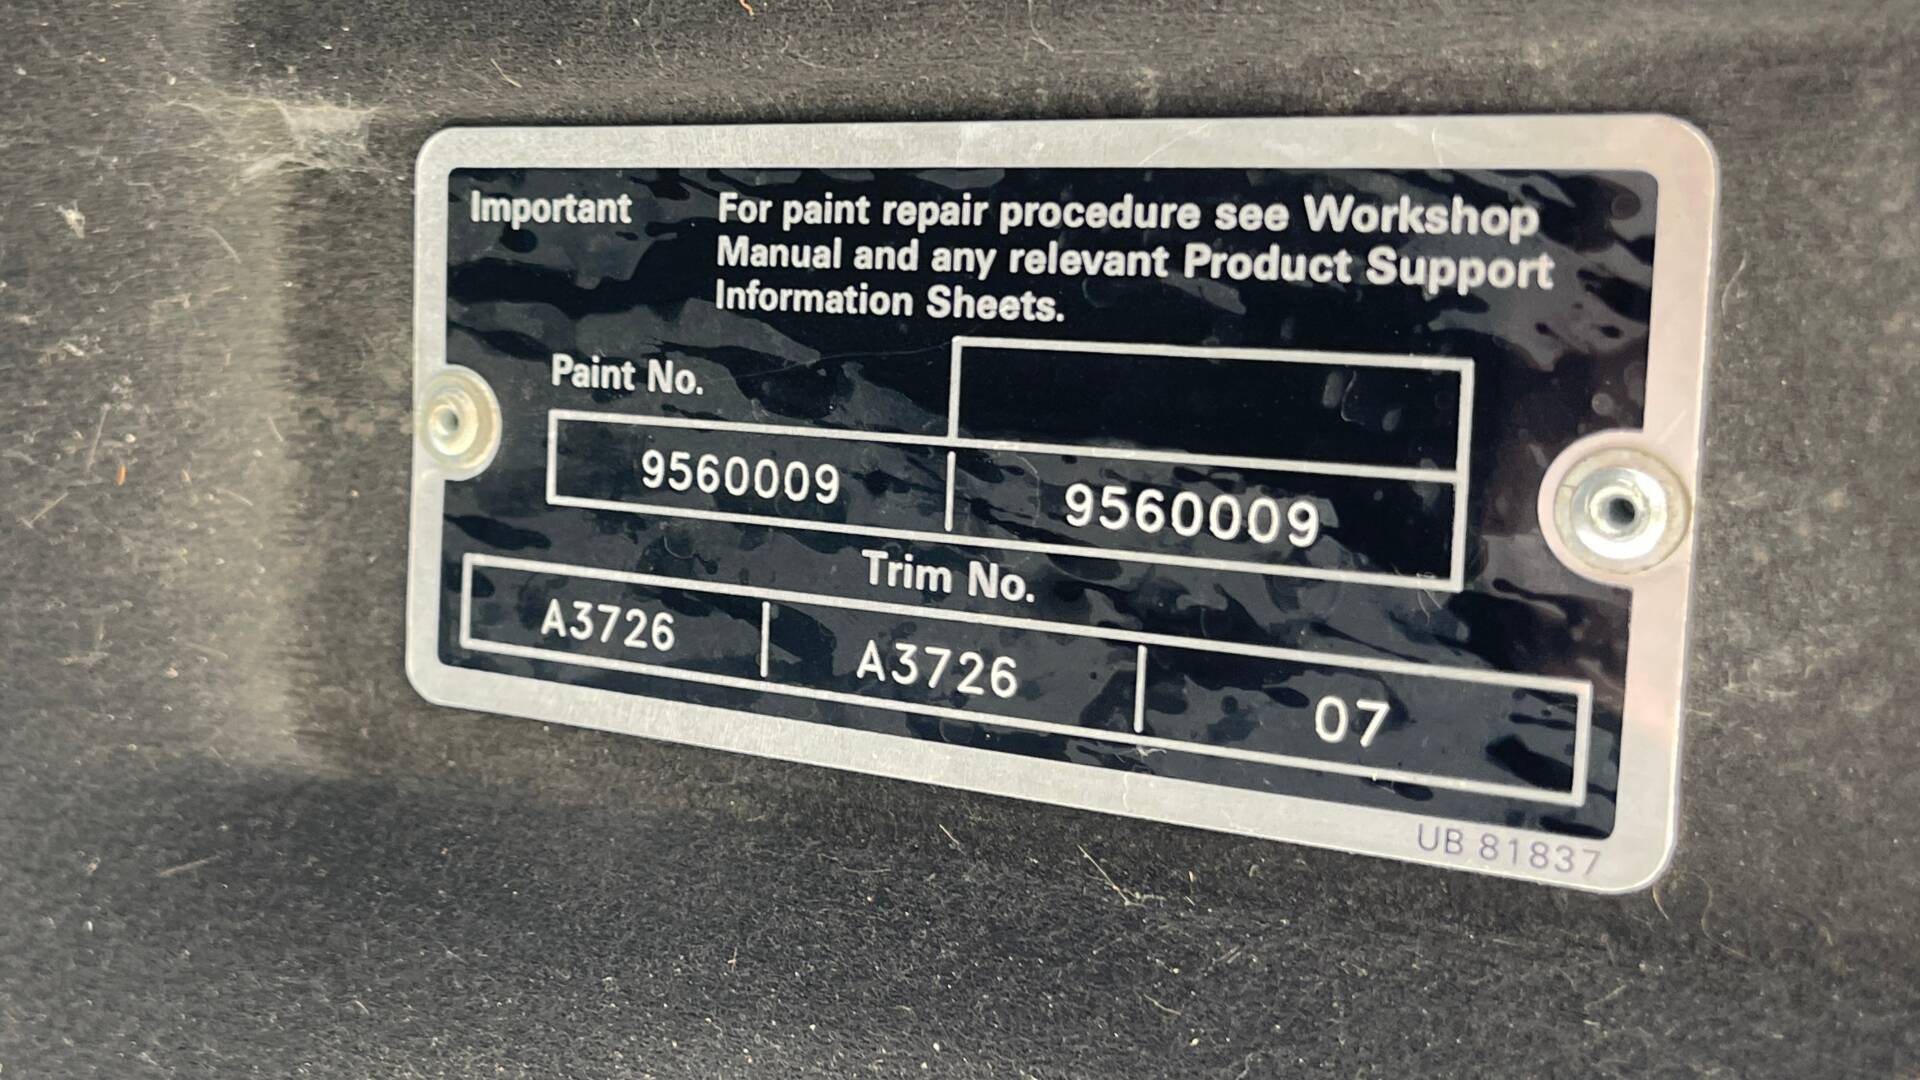 Important
For paint repair procedure see Workshop
Manual and any relevant Product Support
Information Sheets.
Paint No.
9560009 9560009
Trim No.
A3726 A3726 07
UB 81837